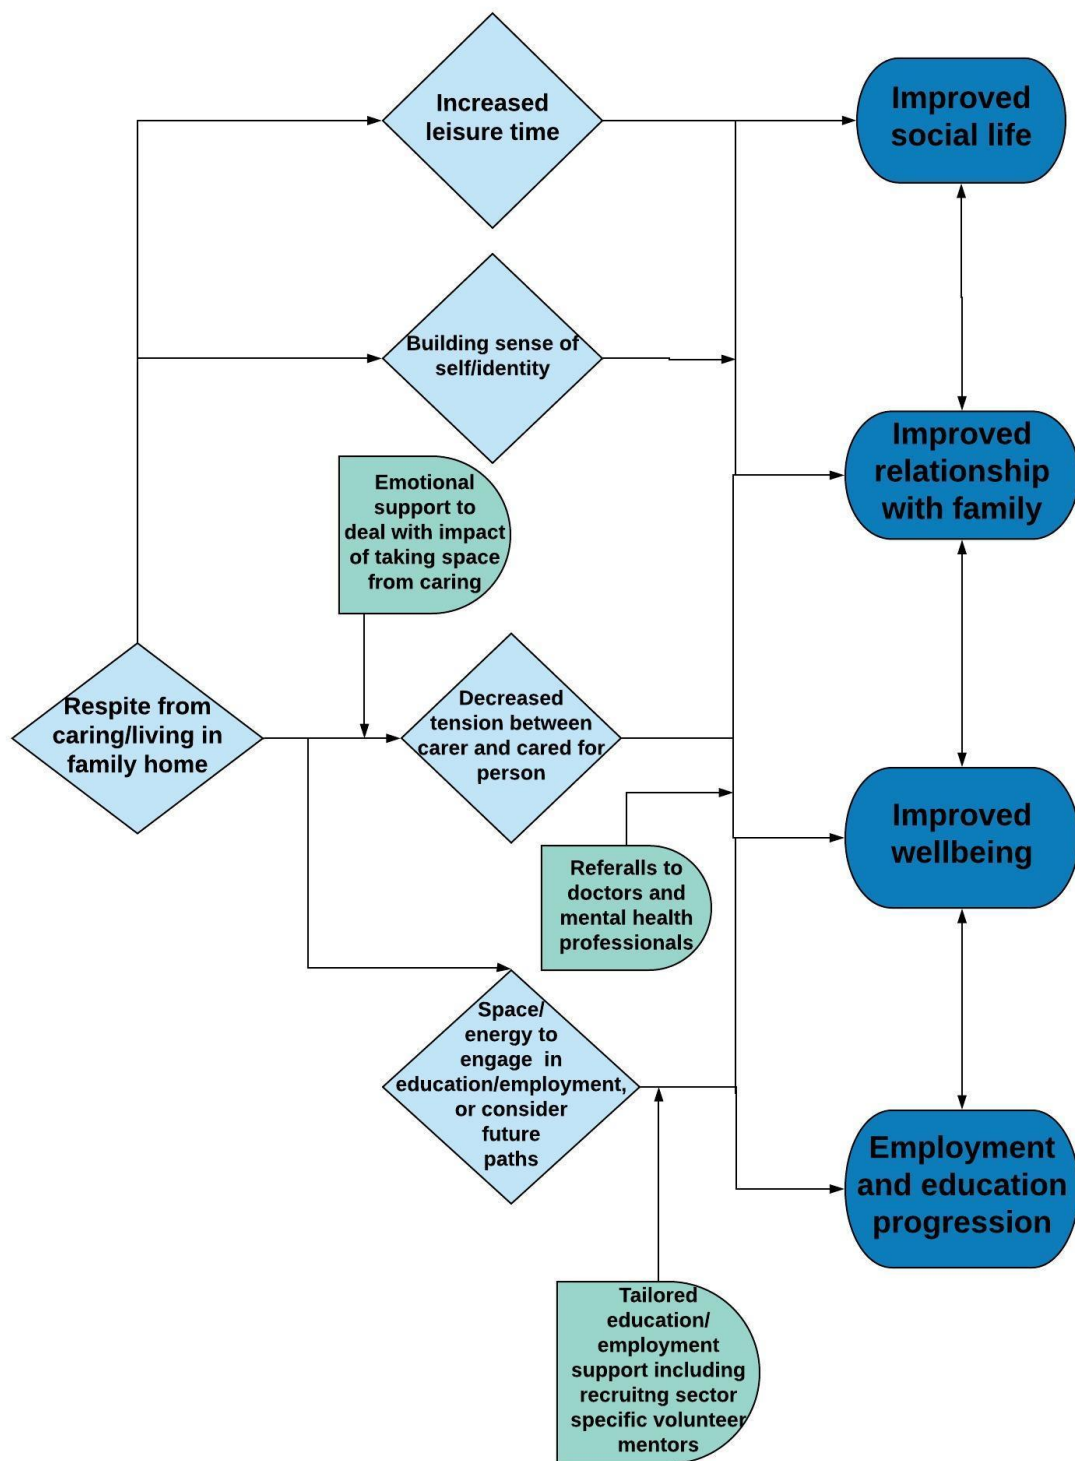 Increased
leisure time
Improved
social life
Building sense of
self/identity
Improved
relationship
with family
Emotional
support to
deal with impact
of taking space
from caring
Respite from
caring/living in
family home
Decreased
tension between
carer and cared for
person
Improved
wellbeing
Referalls to
doctors and
mental health
professionals
Space/
energy to
engage in
education/employment,
or consider
future
paths
Employment
and education
progression
Tailored
education/
employment
support including
recruitng sector
specific volunteer
mentors